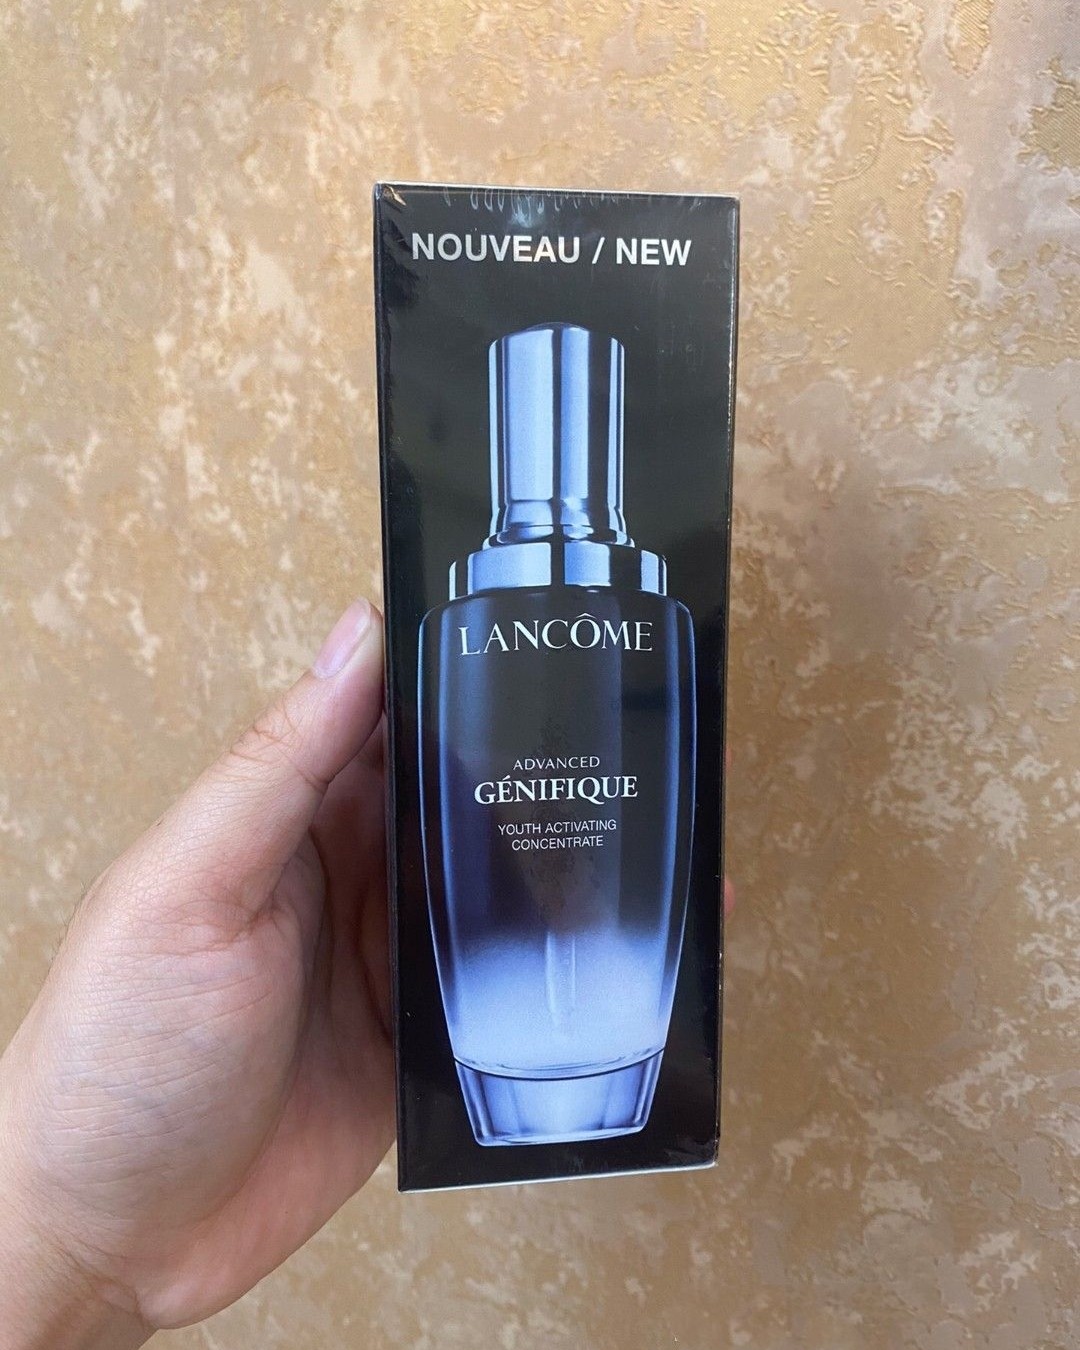 NOUVEAU / NEW
LANCÔME
ADVANCED
GÉNIFIQUE
YOUTH ACTIVATING
CONCENTRATE